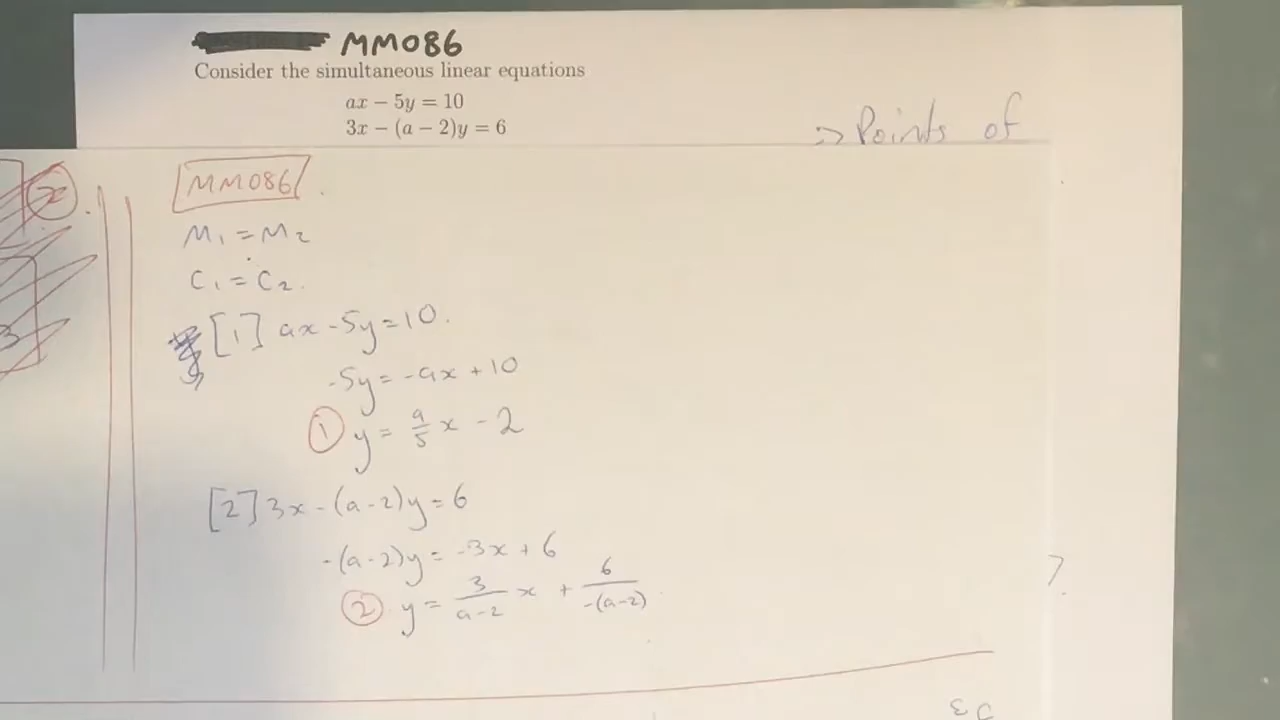 MM086
Consider the simultaneous linear equations
ax − 5y = 10
3x − (a − 2)y = 6
=> Points of
x
MM086
M₁ = M₂
C₁ = C₂.
[1] ax - 5y = 10.
-5y = -ax + 10
① y = a/5 x - 2
[2] 3x - (a-2)y = 6
-(a-2)y = -3x + 6
② y = 3/(a-2) x + 6/(-(a-2))
?